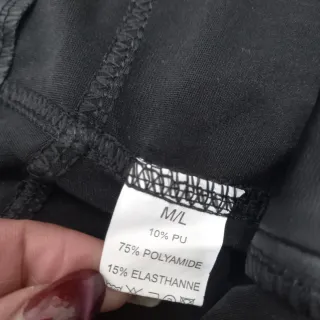 M/L
10% PU
75% POLYAMIDE
15% ELASTHANNE